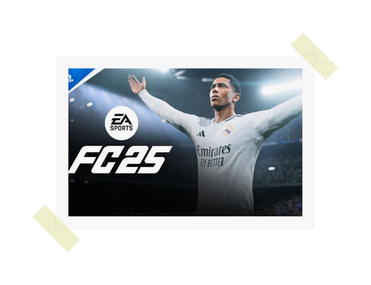 EA
SPORTS
FC25
Emirates
FLY BETTER